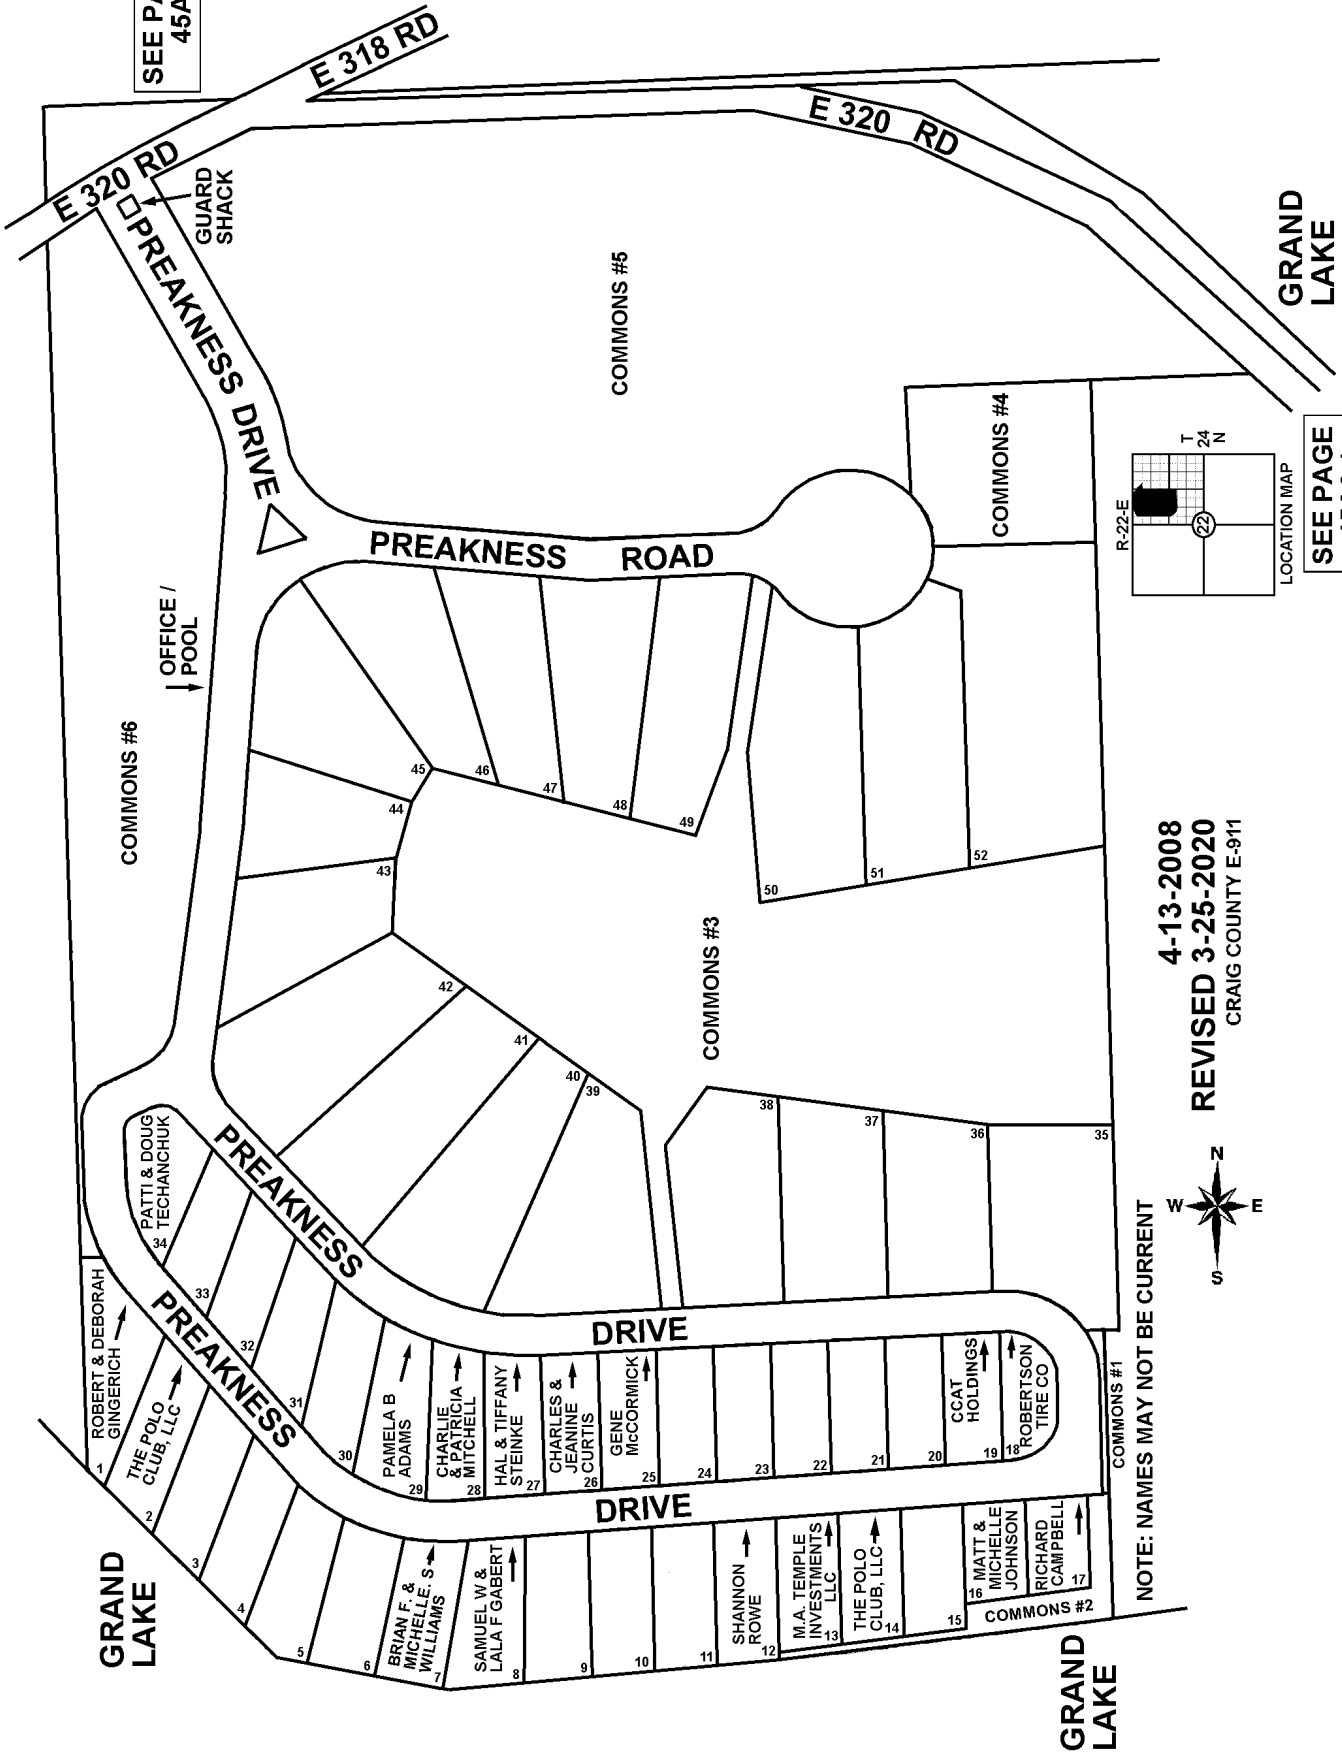 SEE PA
45A
E 318 RD
E 320 RD
E 320 RD
GUARD
SHACK
PREAKNESS DRIVE
COMMONS #5
GRAND
LAKE
COMMONS #4
PREAKNESS ROAD
OFFICE /
POOL
COMMONS #6
R-22-E
T
24
N
22
LOCATION MAP
SEE PAGE
45
46
47
48
49
44
43
50
51
52
42
41
40
39
COMMONS #3
38
37
36
35
4-13-2008
REVISED 3-25-2020
CRAIG COUNTY E-911
N
W
E
S
NOTE: NAMES MAY NOT BE CURRENT
PATTI & DOUG
TECHANCHUK
34
33
32
31
30
PREAKNESS
DRIVE
PREAKNESS
DRIVE
ROBERT & DEBORAH
GINGERICH
1
THE POLO
CLUB, LLC
2
3
4
5
6
PAMELA B
ADAMS
29
CHARLIE
& PATRICIA
MITCHELL
28
HAL & TIFFANY
STEINKE
27
CHARLES &
JEANINE
CURTIS
26
GENE
McCORMICK
25
24
23
22
21
20
CCAT
HOLDINGS
19
18
ROBERTSON
TIRE CO
COMMONS #1
BRIAN F. &
MICHELLE. S
WILLIAMS
7
SAMUEL W &
LALA F GABERT
8
9
10
11
SHANNON
ROWE
12
M.A. TEMPLE
INVESTMENTS
LLC
13
THE POLO
CLUB, LLC
14
15
MATT &
MICHELLE
JOHNSON
16
RICHARD
CAMPBELL
17
COMMONS #2
GRAND
LAKE
GRAND
LAKE